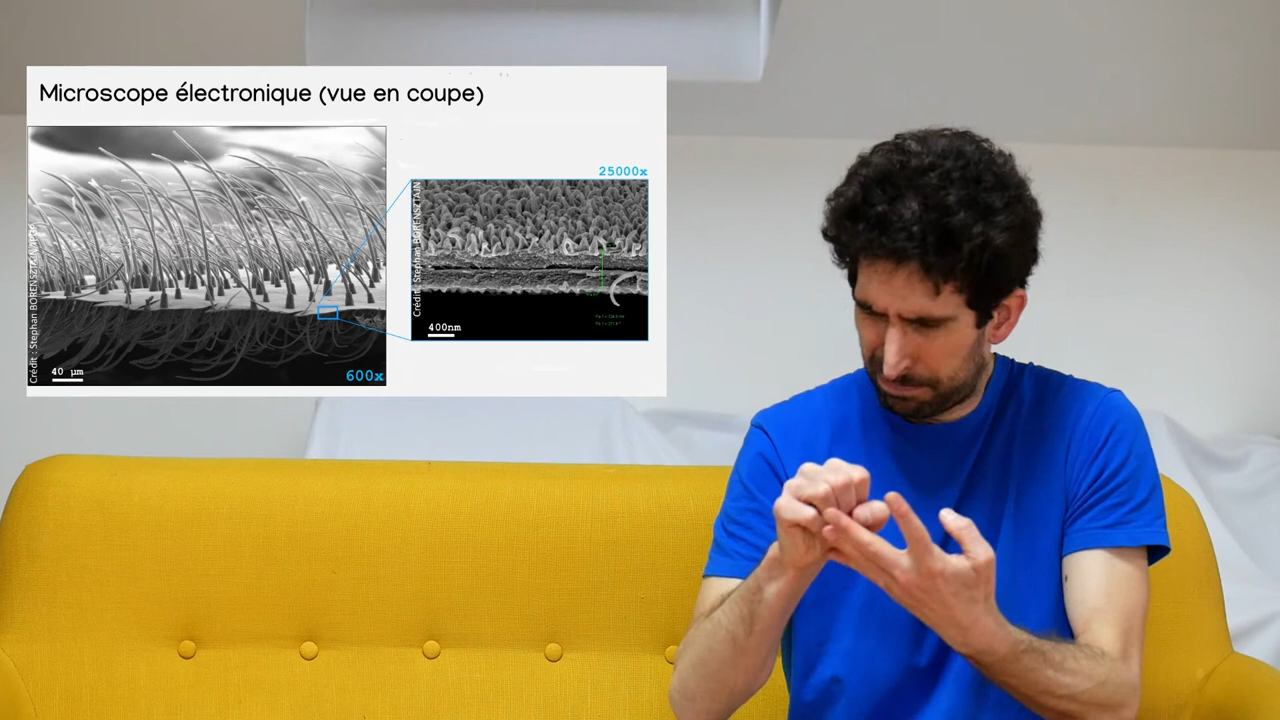 Microscope électronique (vue en coupe)
25000x
Crédit : Stephan BORENSZTAJN
Crédit : Stephan BORENSZTAJN
400nm
40 µm
600x